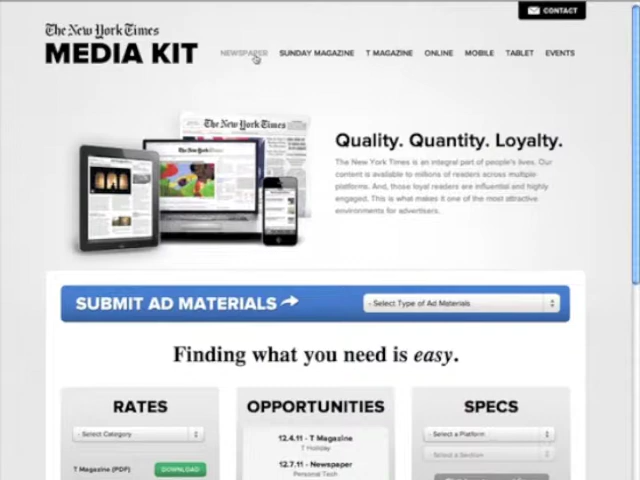 CONTACT
The New York Times
MEDIA KIT
NEWSPAPER SUNDAY MAGAZINE T MAGAZINE ONLINE MOBILE TABLET EVENTS
The New York Times
The New York Times
Quality. Quantity. Loyalty.
The New York Times is an integral part of people's lives. Our
content is available to millions of readers across multiple
platforms. And, those loyal readers are influential and highly
engaged. This is what makes it one of the most attractive
environments for advertisers.
SUBMIT AD MATERIALS
- Select Type of Ad Materials
Finding what you need is easy.
RATES
- Select Category
T Magazine (PDF) DOWNLOAD
OPPORTUNITIES
12.4.11 - T Magazine
T Holiday
12.7.11 - Newspaper
Personal Tech
SPECS
- Select a Platform
- Select a Section